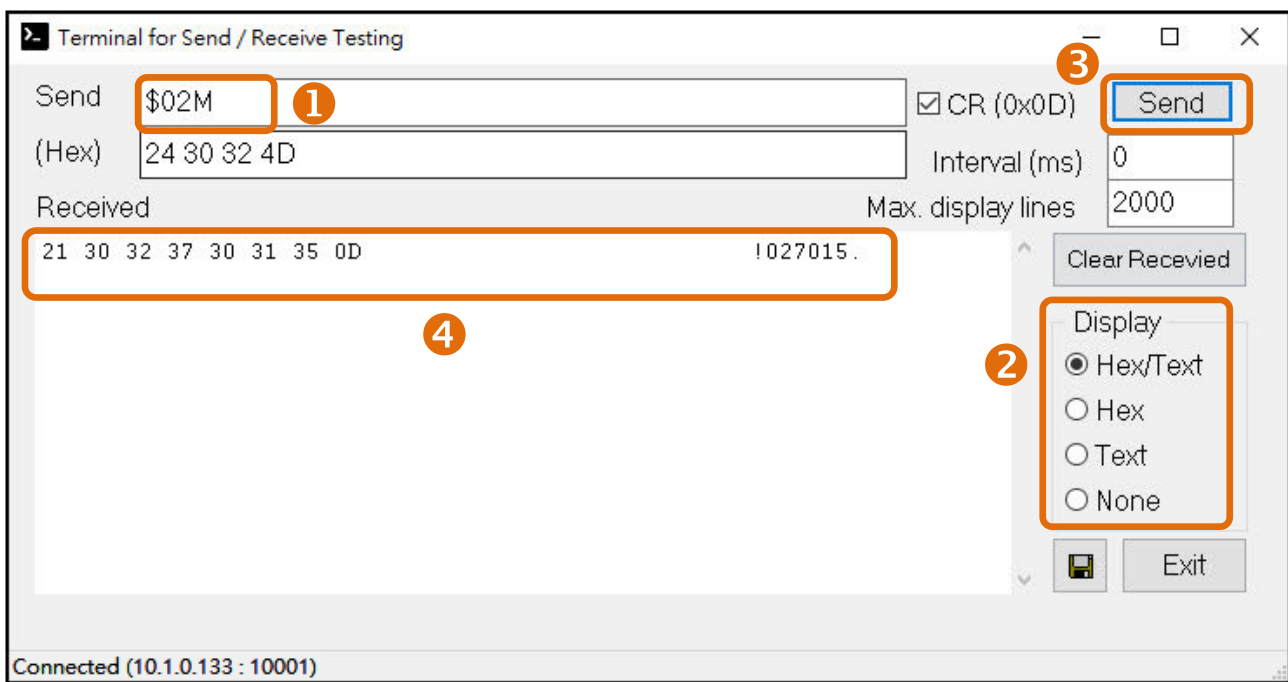 Terminal for Send / Receive Testing
3
Send $02M 1 CR (0x0D) Send
(Hex) 24 30 32 4D Interval (ms) 0
Received Max. display lines 2000
21 30 32 37 30 31 35 0D !027015. Clear Recevied
Display
4
2 Hex/Text
Hex
Text
None
Exit
Connected (10.1.0.133 : 10001)